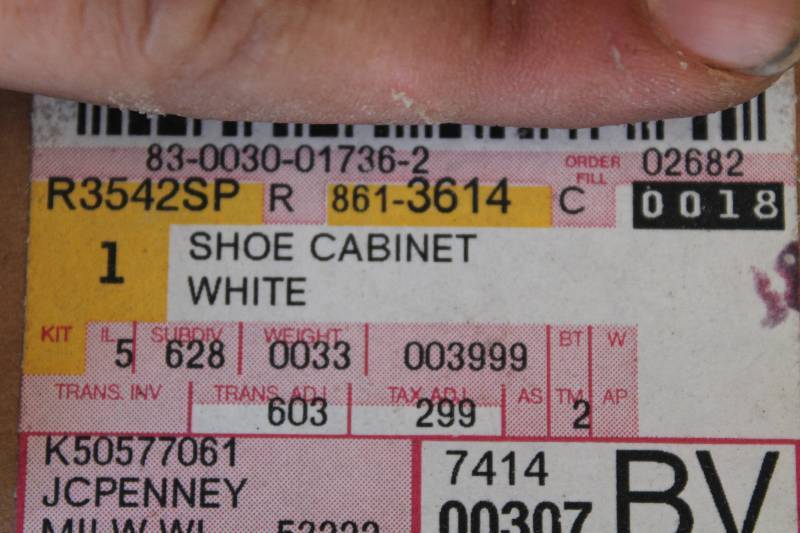 83-0030-01736-2 ORDER FILL 02682
R3542SP R 861-3614 C 0018
1 SHOE CABINET
WHITE
KIT IL SUBDIV WEIGHT BT W
5 628 0033 003999
TRANS. INV TRANS. ADJ. TAX ADJ. AS TM AP
603 299 2
K50577061 7414 BV
JCPENNEY 00307
MILW WI